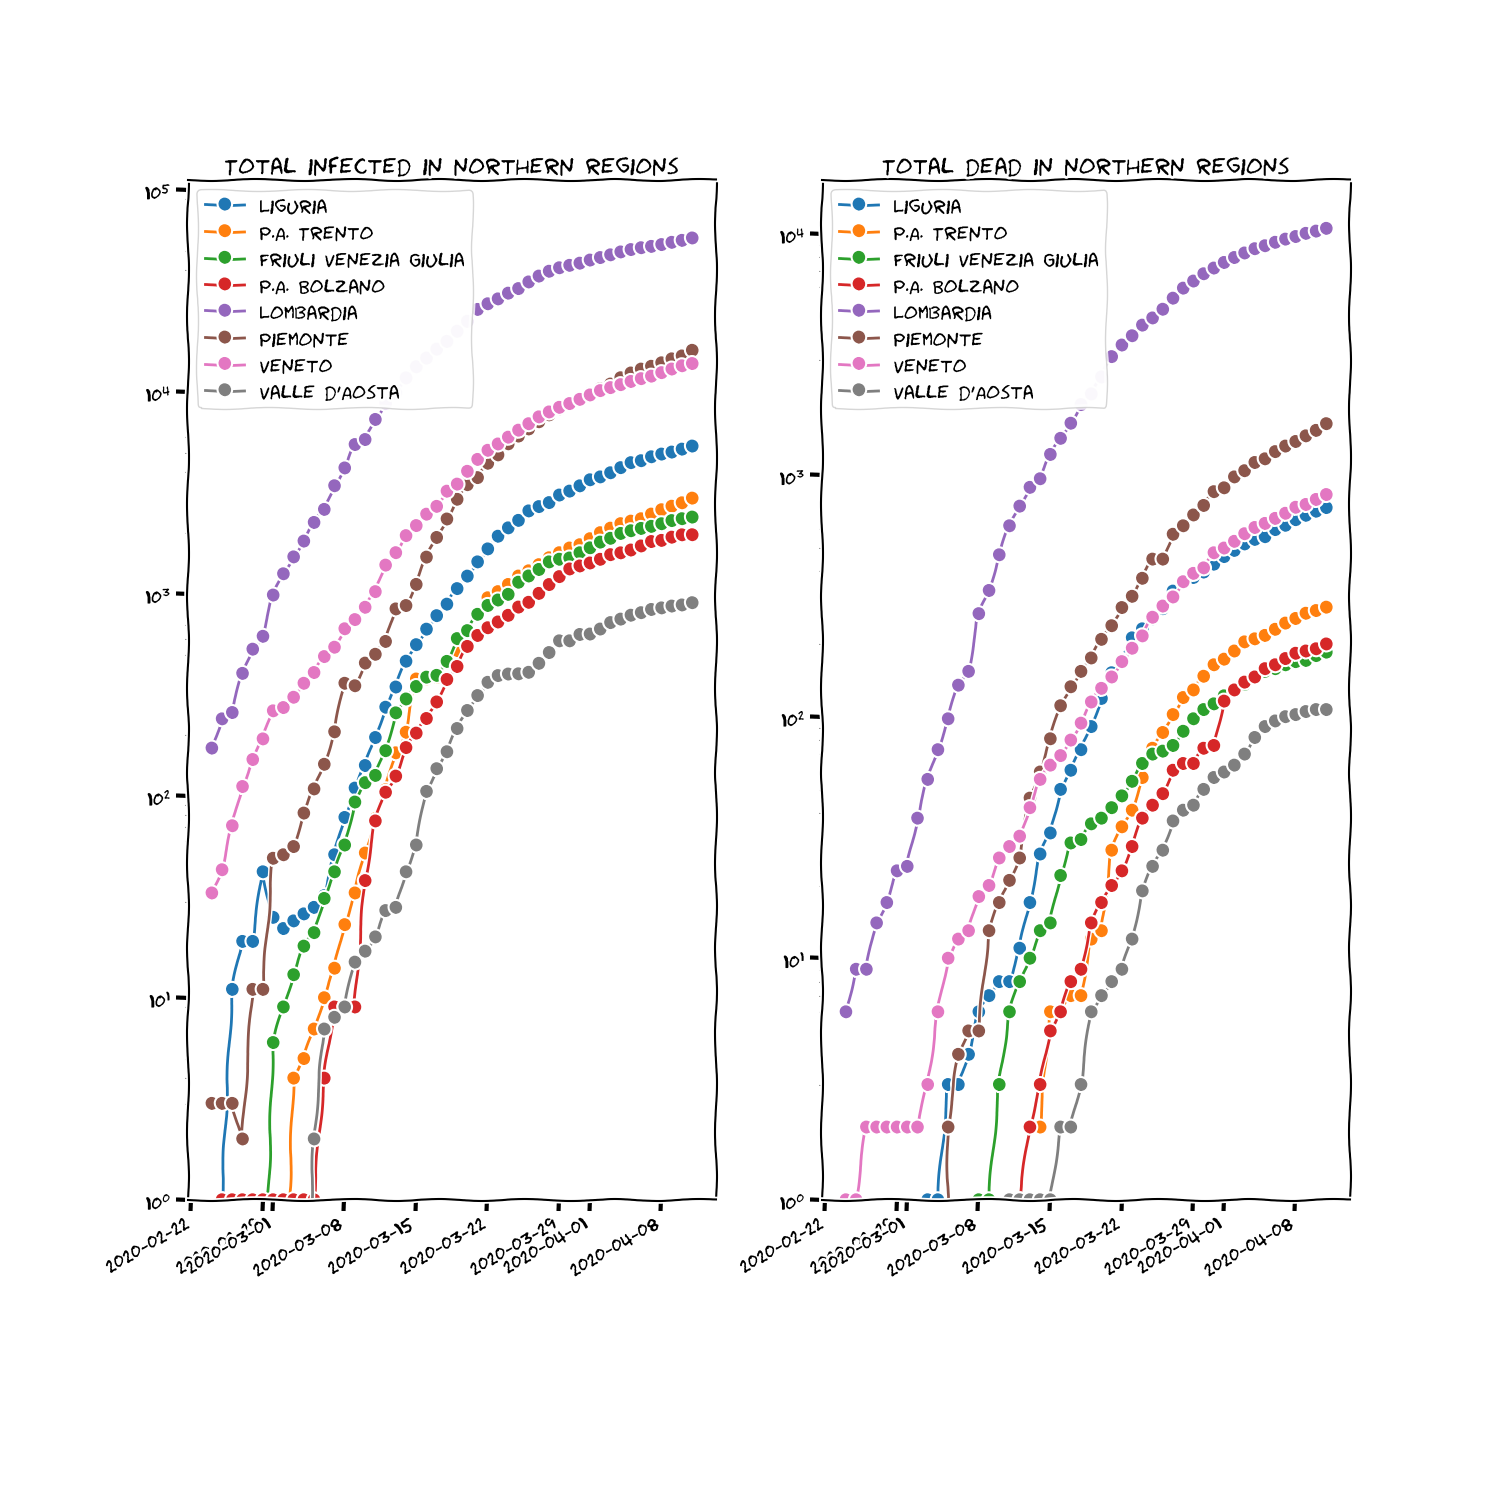 TOTAL INFECTED IN NORTHERN REGIONS
10⁵
10⁴
10³
10²
10¹
10⁰
LIGURIA
P.A. TRENTO
FRIULI VENEZIA GIULIA
P.A. BOLZANO
LOMBARDIA
PIEMONTE
VENETO
VALLE D'AOSTA
2020-02-22
2020-03-01
2020-03-08
2020-03-15
2020-03-22
2020-03-29
2020-04-01
2020-04-08
TOTAL DEAD IN NORTHERN REGIONS
10⁴
10³
10²
10¹
10⁰
LIGURIA
P.A. TRENTO
FRIULI VENEZIA GIULIA
P.A. BOLZANO
LOMBARDIA
PIEMONTE
VENETO
VALLE D'AOSTA
2020-02-22
2020-03-01
2020-03-08
2020-03-15
2020-03-22
2020-03-29
2020-04-01
2020-04-08